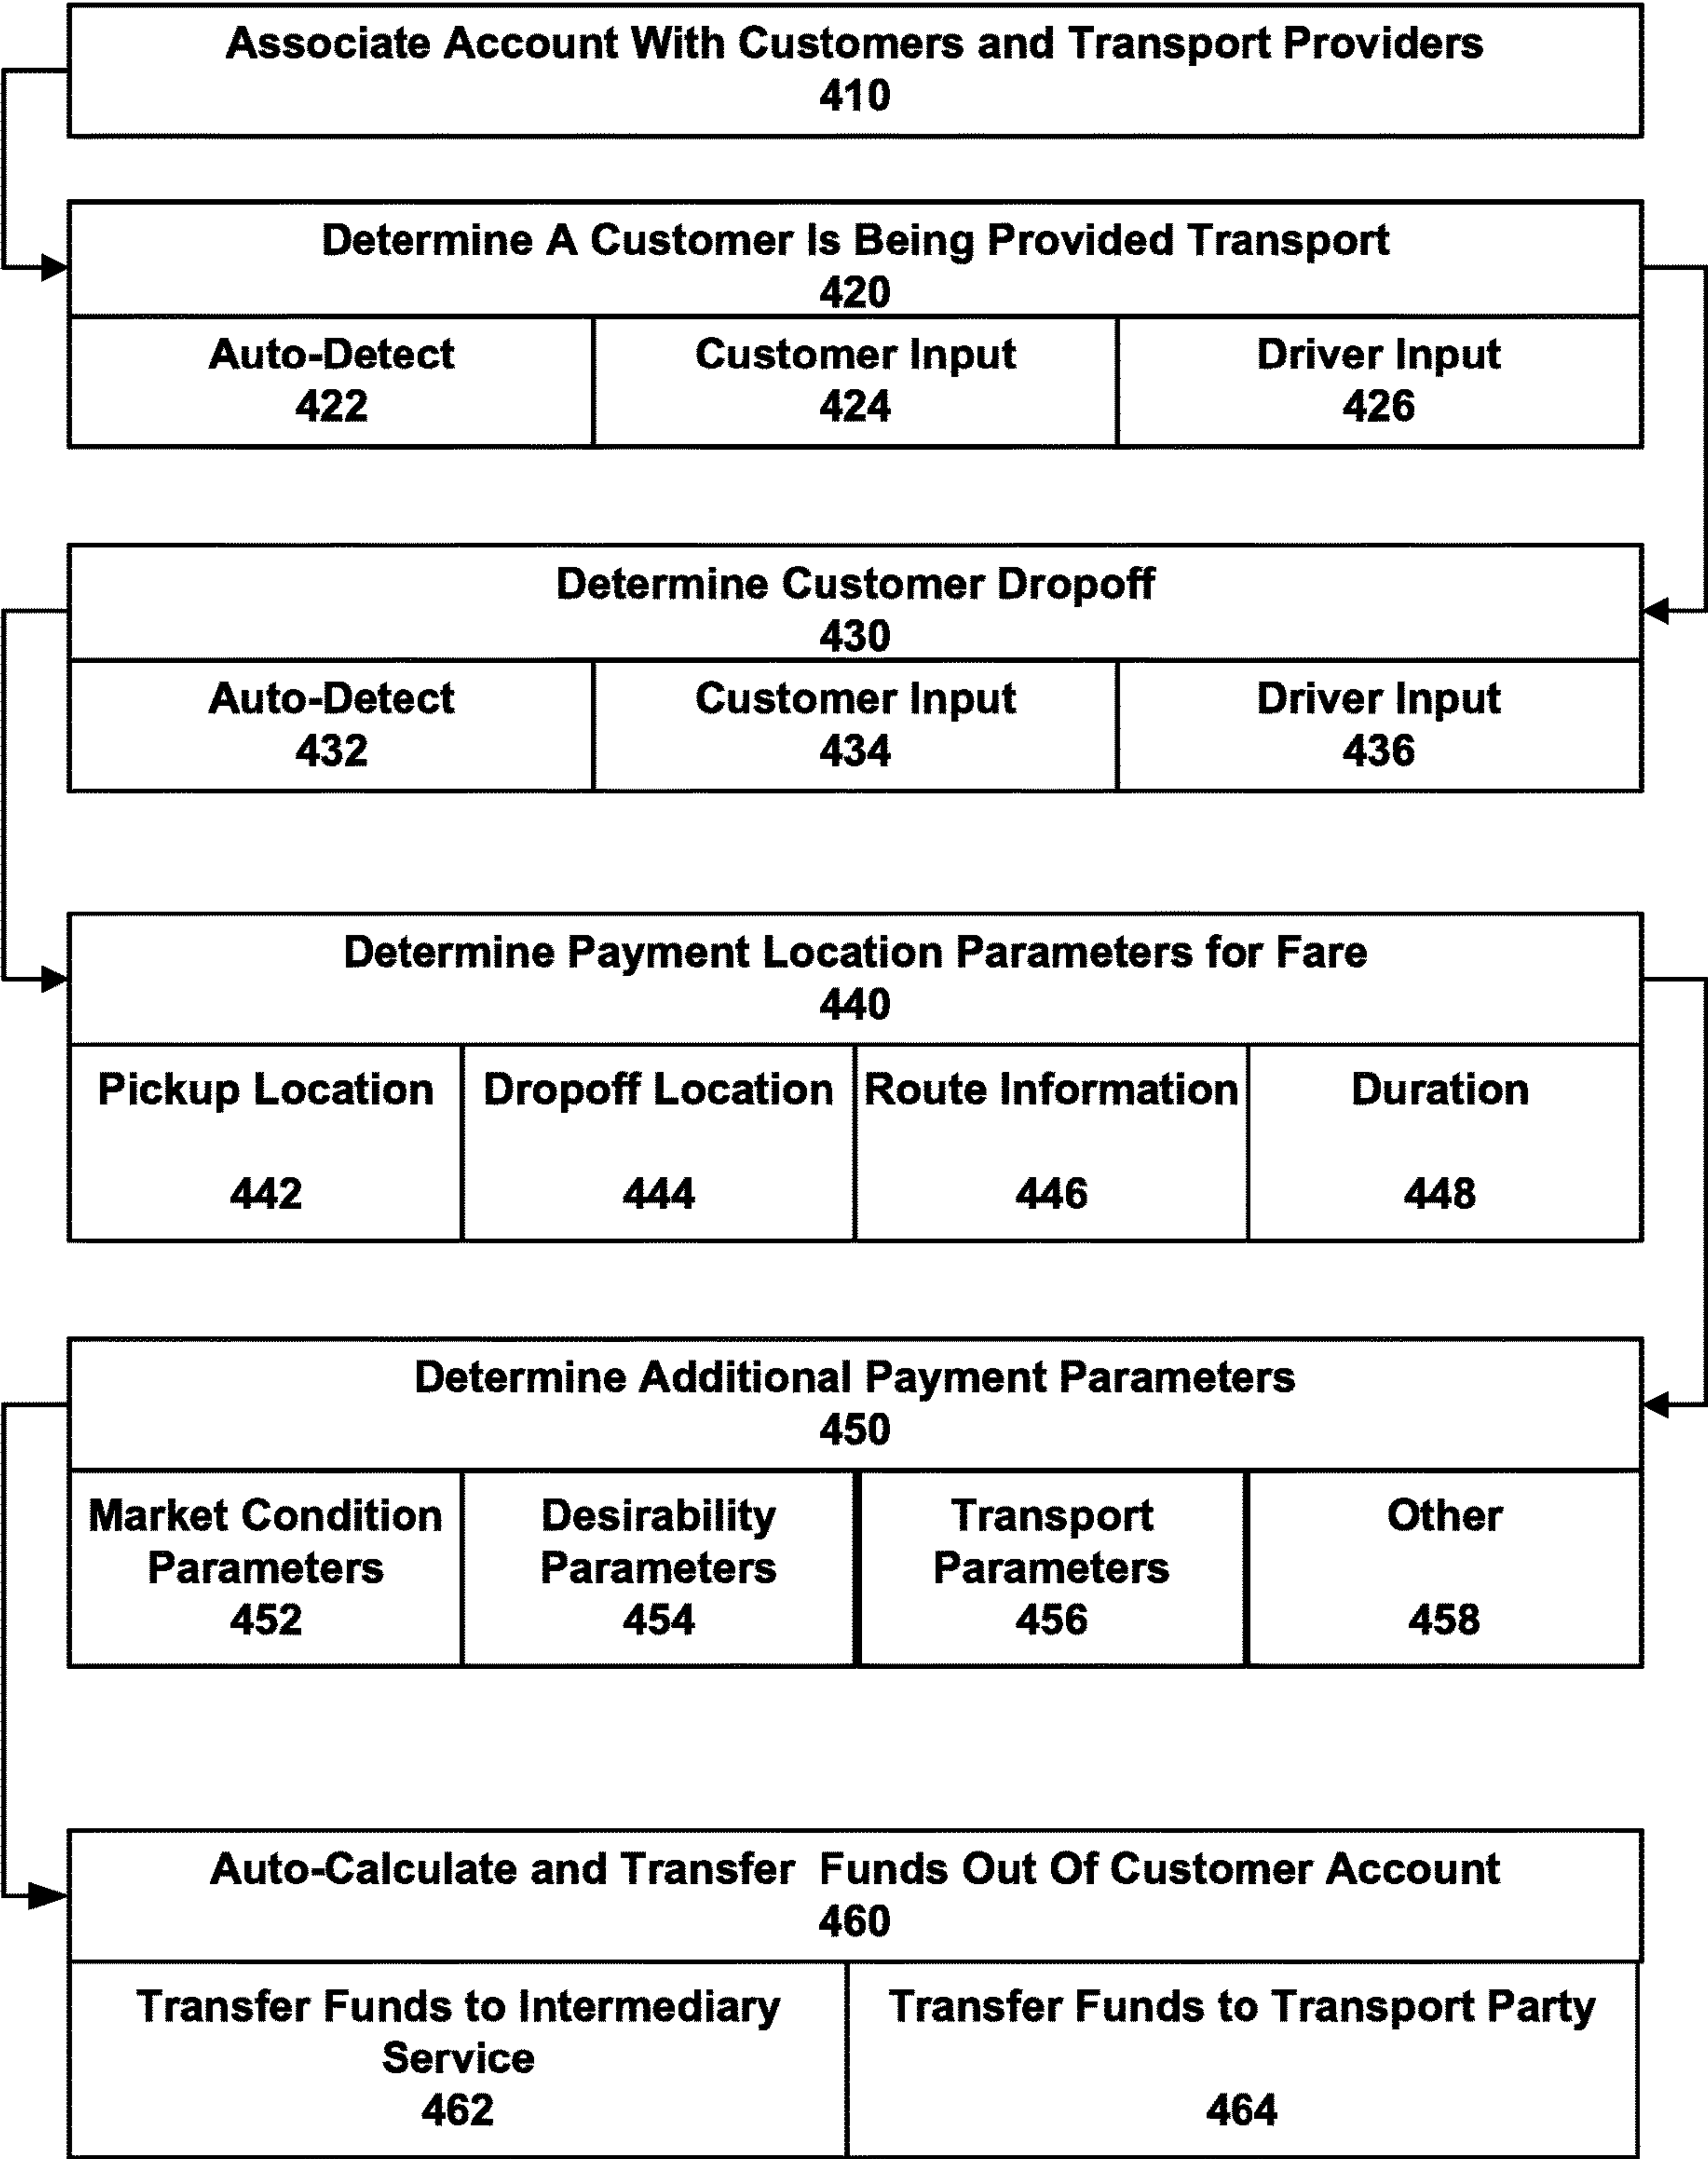 Associate Account With Customers and Transport Providers
410
Determine A Customer Is Being Provided Transport
420
Auto-Detect
422
Customer Input
424
Driver Input
426
Determine Customer Dropoff
430
Auto-Detect
432
Customer Input
434
Driver Input
436
Determine Payment Location Parameters for Fare
440
Pickup Location
442
Dropoff Location
444
Route Information
446
Duration
448
Determine Additional Payment Parameters
450
Market Condition
Parameters
452
Desirability
Parameters
454
Transport
Parameters
456
Other
458
Auto-Calculate and Transfer Funds Out Of Customer Account
460
Transfer Funds to Intermediary
Service
462
Transfer Funds to Transport Party
464